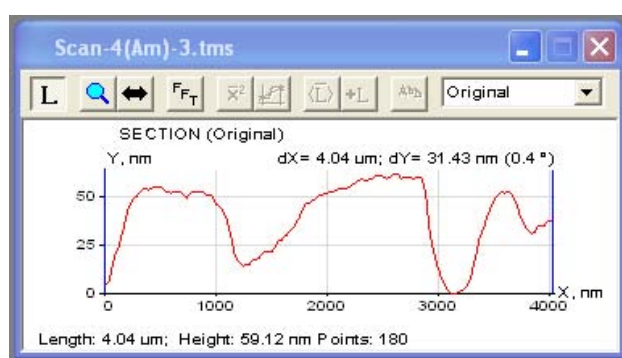 Scan-4(Am)-3.tms
L FFT x̄² ⟨L̄⟩ +L Abb Original
SECTION (Original)
Y, nm dX= 4.04 um; dY= 31.43 nm (0.4 °)
50
25
0
0 1000 2000 3000 4000 X, nm
Length: 4.04 um; Height: 59.12 nm Points: 180